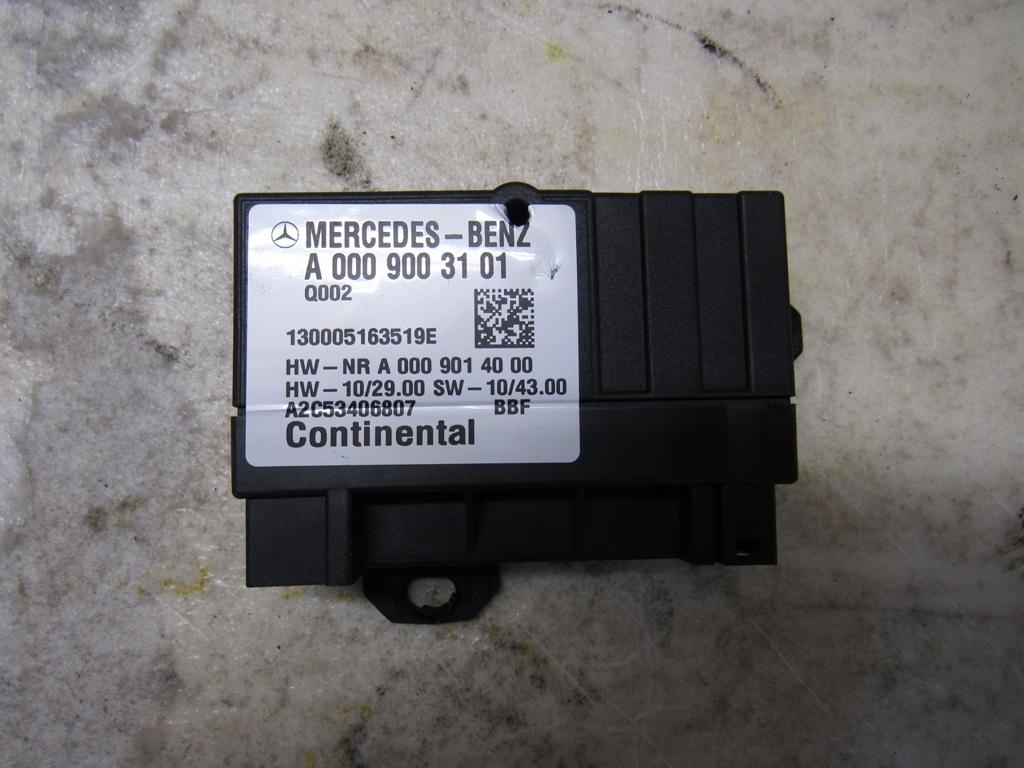 MERCEDES-BENZ
A 000 900 31 01
Q002
130005163519E
HW-NR A 000 901 40 00
HW-10/29.00 SW-10/43.00
A2C53406807 BBF
Continental